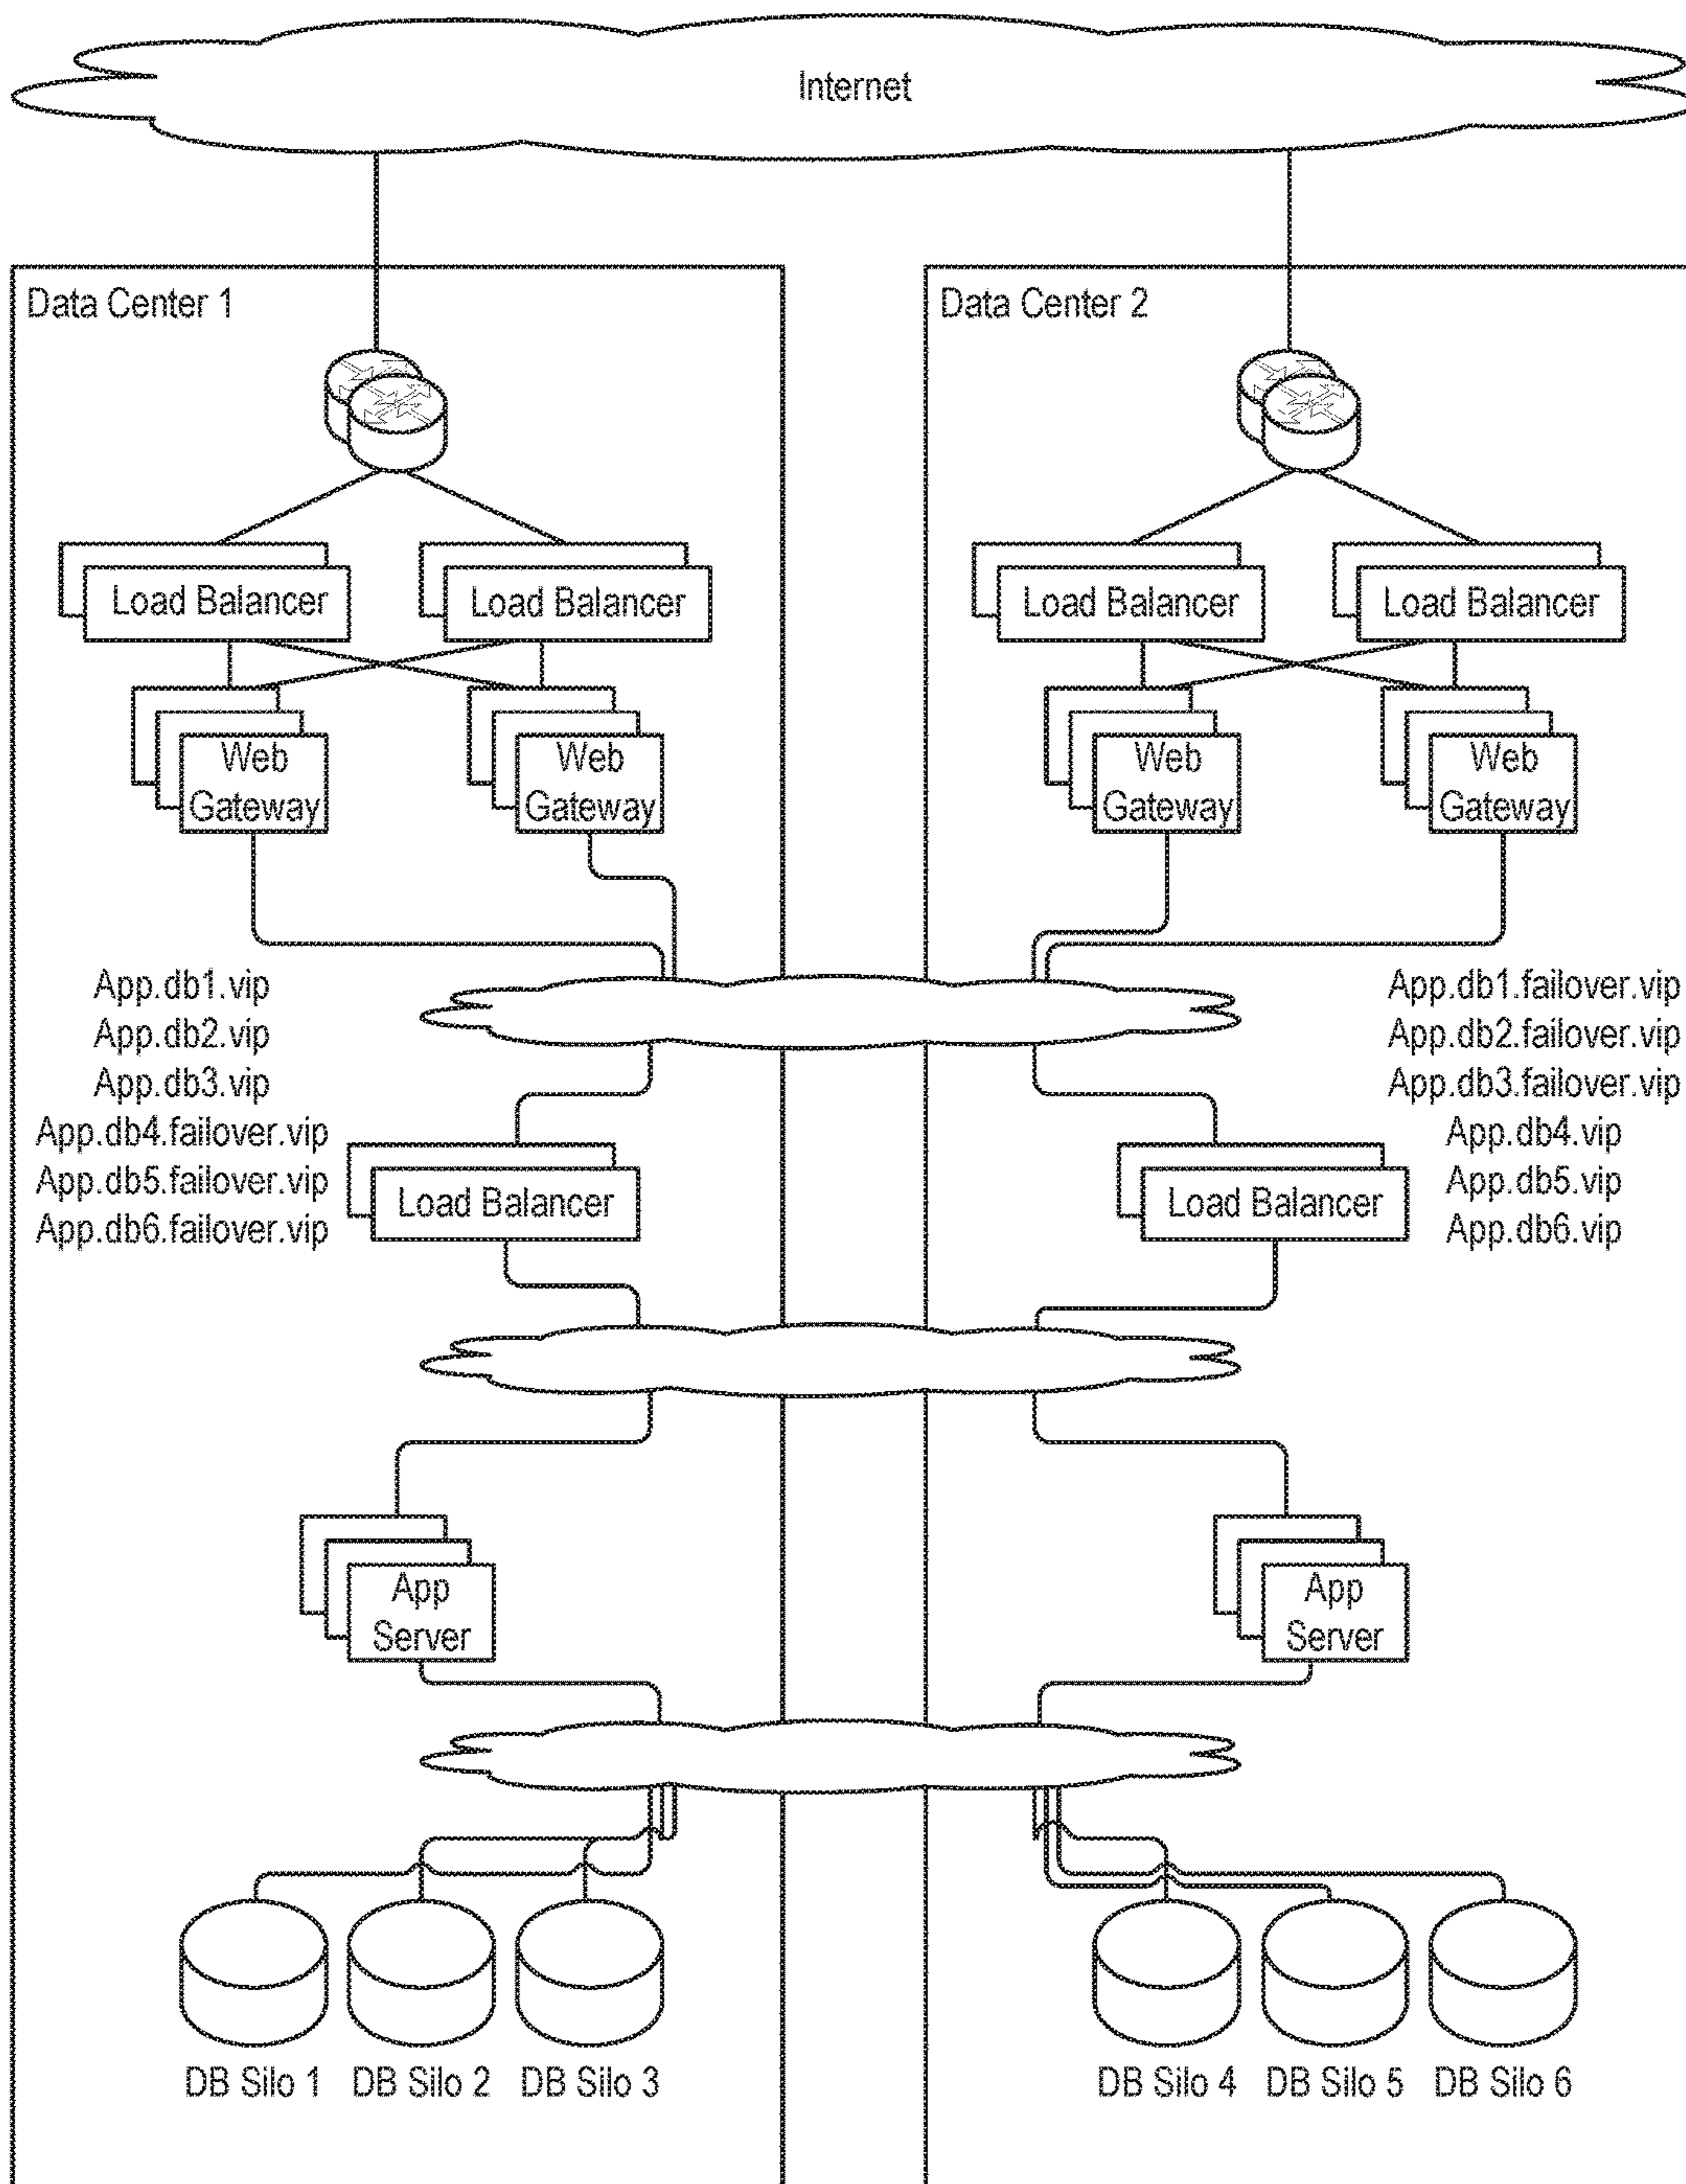 Internet
Data Center 1
Data Center 2
Load Balancer
Load Balancer
Load Balancer
Load Balancer
Web
Gateway
Web
Gateway
Web
Gateway
Web
Gateway
App.db1.vip
App.db2.vip
App.db3.vip
App.db4.failover.vip
App.db5.failover.vip
App.db6.failover.vip
Load Balancer
Load Balancer
App.db1.failover.vip
App.db2.failover.vip
App.db3.failover.vip
App.db4.vip
App.db5.vip
App.db6.vip
App
Server
App
Server
DB Silo 1
DB Silo 2
DB Silo 3
DB Silo 4
DB Silo 5
DB Silo 6